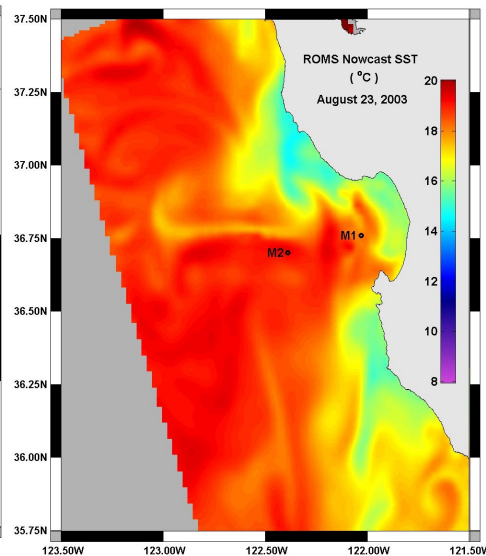 37.50N
ROMS Nowcast SST
( °C )
August 23, 2003
37.25N
20
18
37.00N
16
36.75N
M1
M2
14
12
36.50N
10
36.25N
8
36.00N
35.75N
123.50W 123.00W 122.50W 122.00W 121.50W